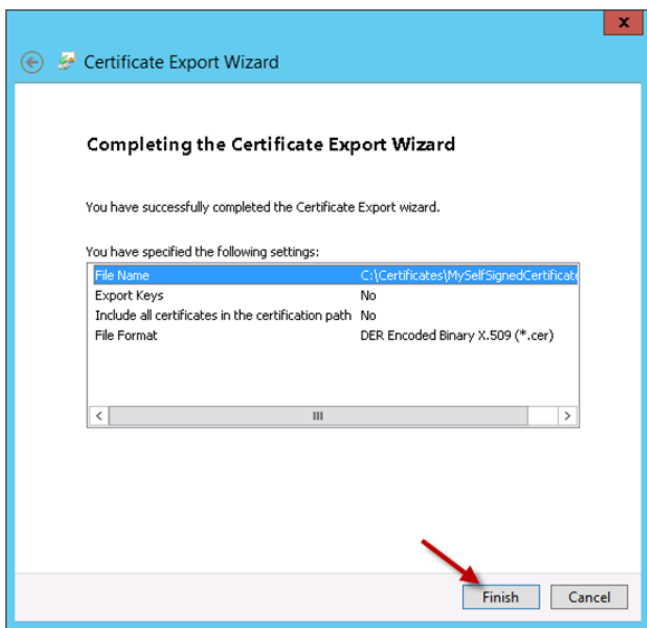 x
Certificate Export Wizard
Completing the Certificate Export Wizard
You have successfully completed the Certificate Export wizard.
You have specified the following settings:
File Name C:\Certificates\MySelfSignedCertificate
Export Keys No
Include all certificates in the certification path No
File Format DER Encoded Binary X.509 (*.cer)
Finish Cancel